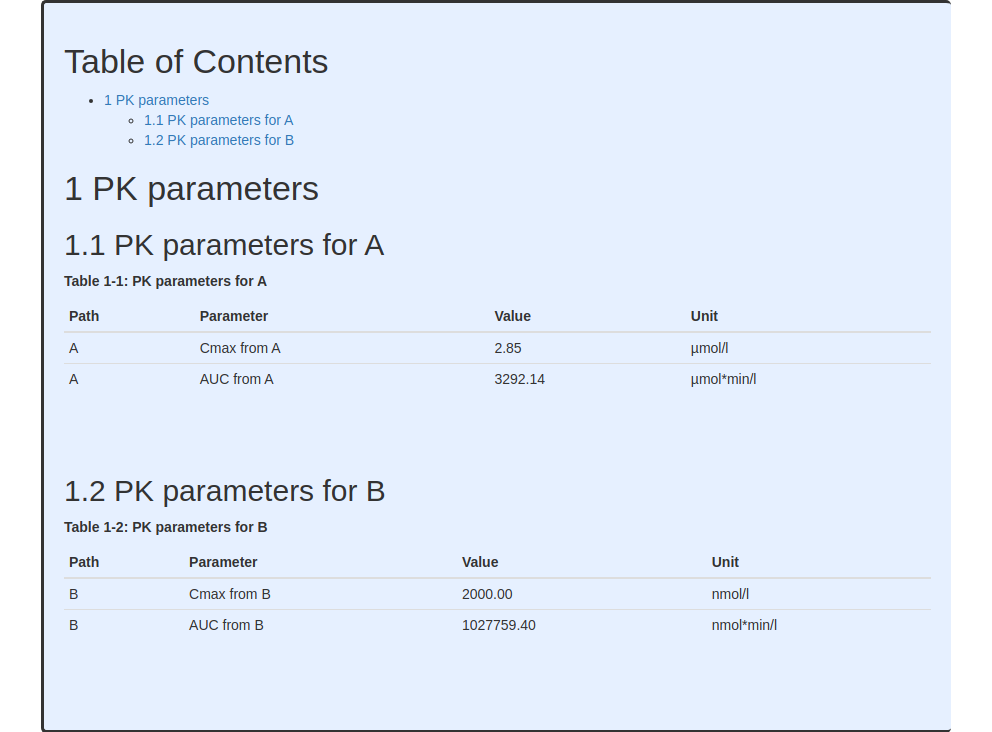 Table of Contents
1 PK parameters
1.1 PK parameters for A
1.2 PK parameters for B
1 PK parameters
1.1 PK parameters for A
Table 1-1: PK parameters for A
Path Parameter Value Unit
A Cmax from A 2.85 µmol/l
A AUC from A 3292.14 µmol*min/l
1.2 PK parameters for B
Table 1-2: PK parameters for B
Path Parameter Value Unit
B Cmax from B 2000.00 nmol/l
B AUC from B 1027759.40 nmol*min/l